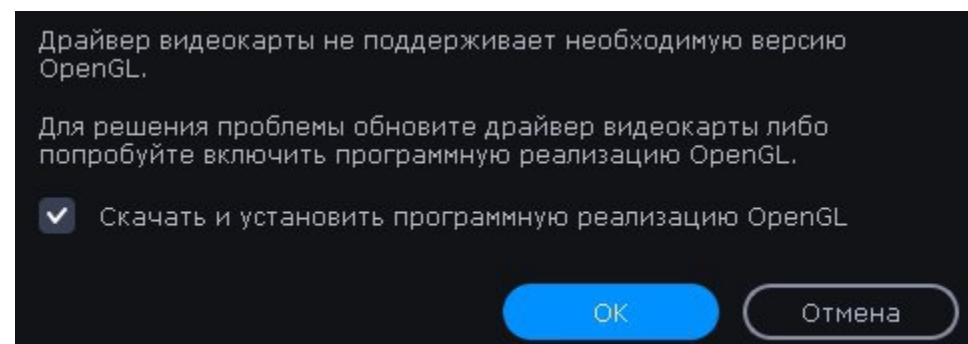 Драйвер видеокарты не поддерживает необходимую версию
OpenGL.
Для решения проблемы обновите драйвер видеокарты либо
попробуйте включить программную реализацию OpenGL.
Скачать и установить программную реализацию OpenGL
ОК
Отмена